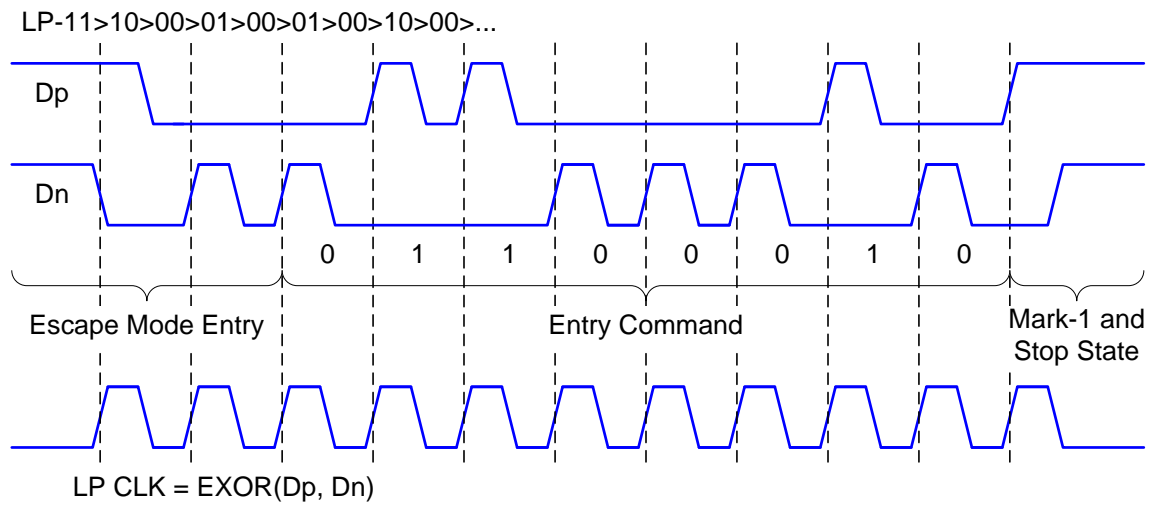 LP-11>10>00>01>00>01>00>10>00>...
Dp
Dn
0 1 1 0 0 0 1 0
Escape Mode Entry
Entry Command
Mark-1 and
Stop State
LP CLK = EXOR(Dp, Dn)